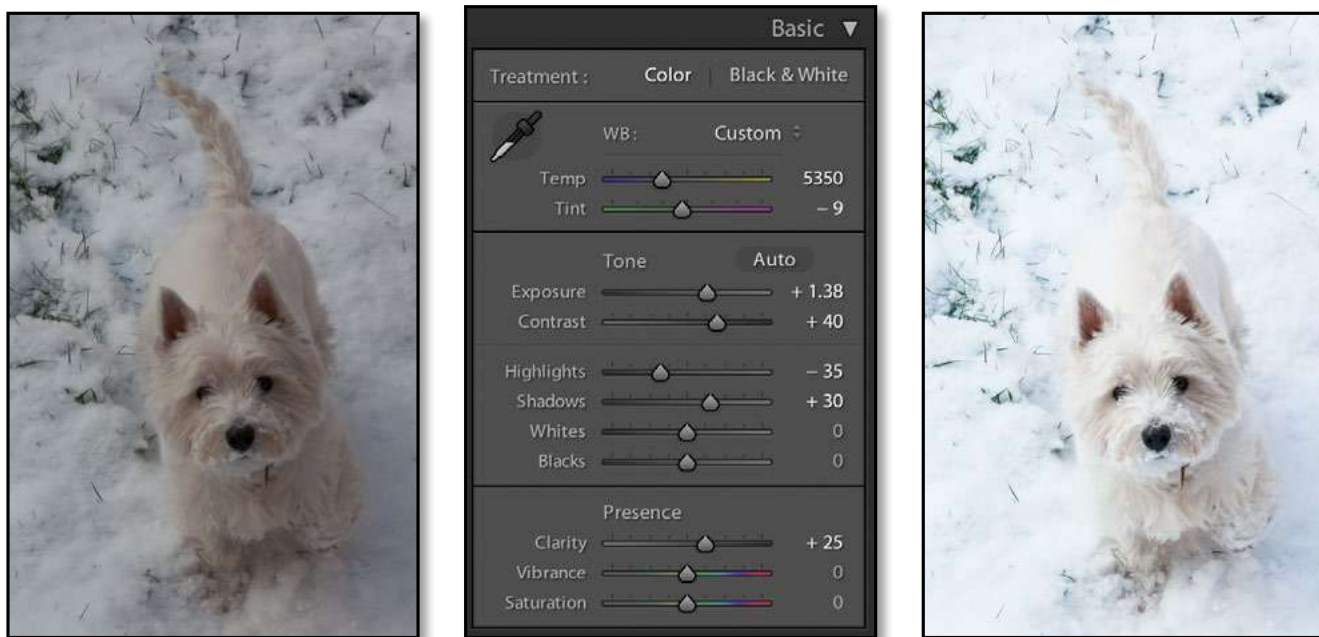 Basic ▼
Treatment : Color | Black & White
WB : Custom
Temp 5350
Tint – 9
Tone Auto
Exposure + 1.38
Contrast + 40
Highlights – 35
Shadows + 30
Whites 0
Blacks 0
Presence
Clarity + 25
Vibrance 0
Saturation 0